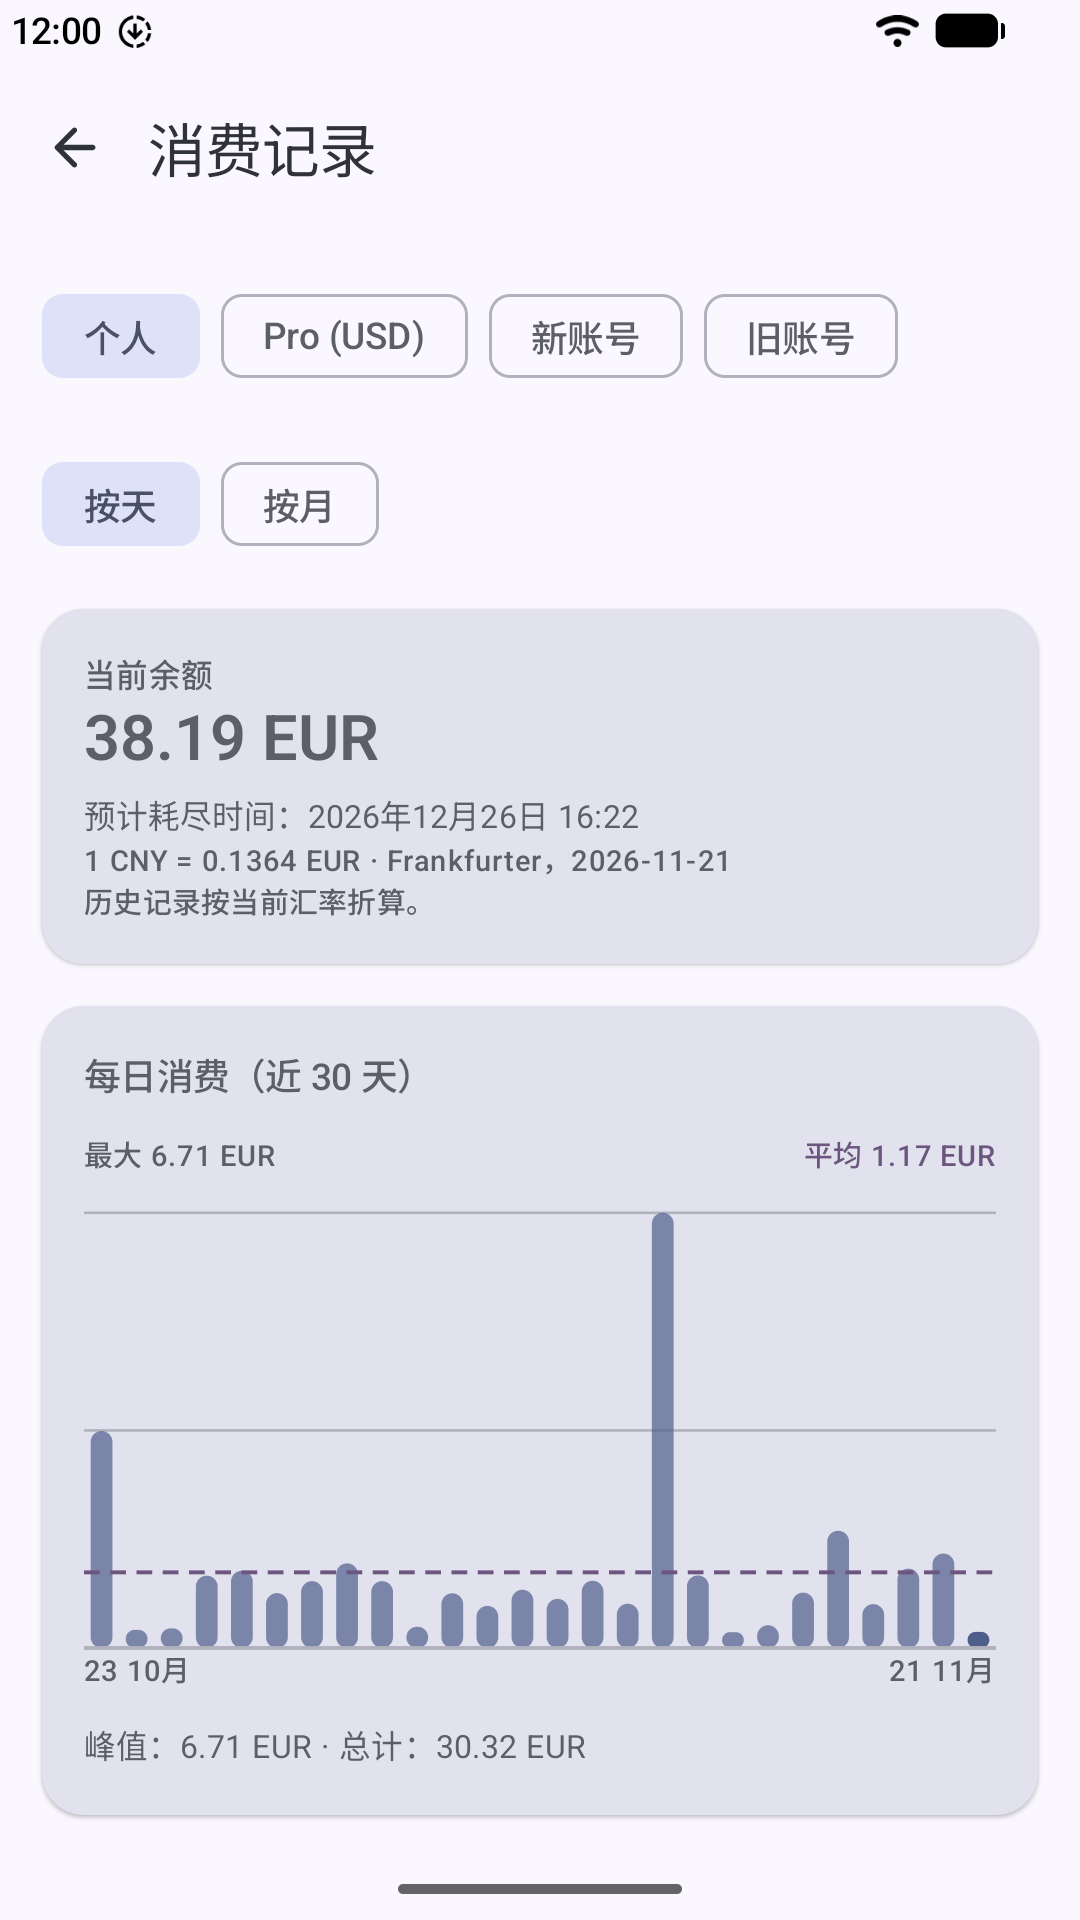 12:00
消费记录
个人
Pro (USD)
新账号
旧账号
按天
按月
当前余额
38.19 EUR
预计耗尽时间：2026年12月26日 16:22
1 CNY = 0.1364 EUR · Frankfurter，2026-11-21
历史记录按当前汇率折算。
每日消费（近 30 天）
最大 6.71 EUR
平均 1.17 EUR
23 10月
21 11月
峰值：6.71 EUR · 总计：30.32 EUR